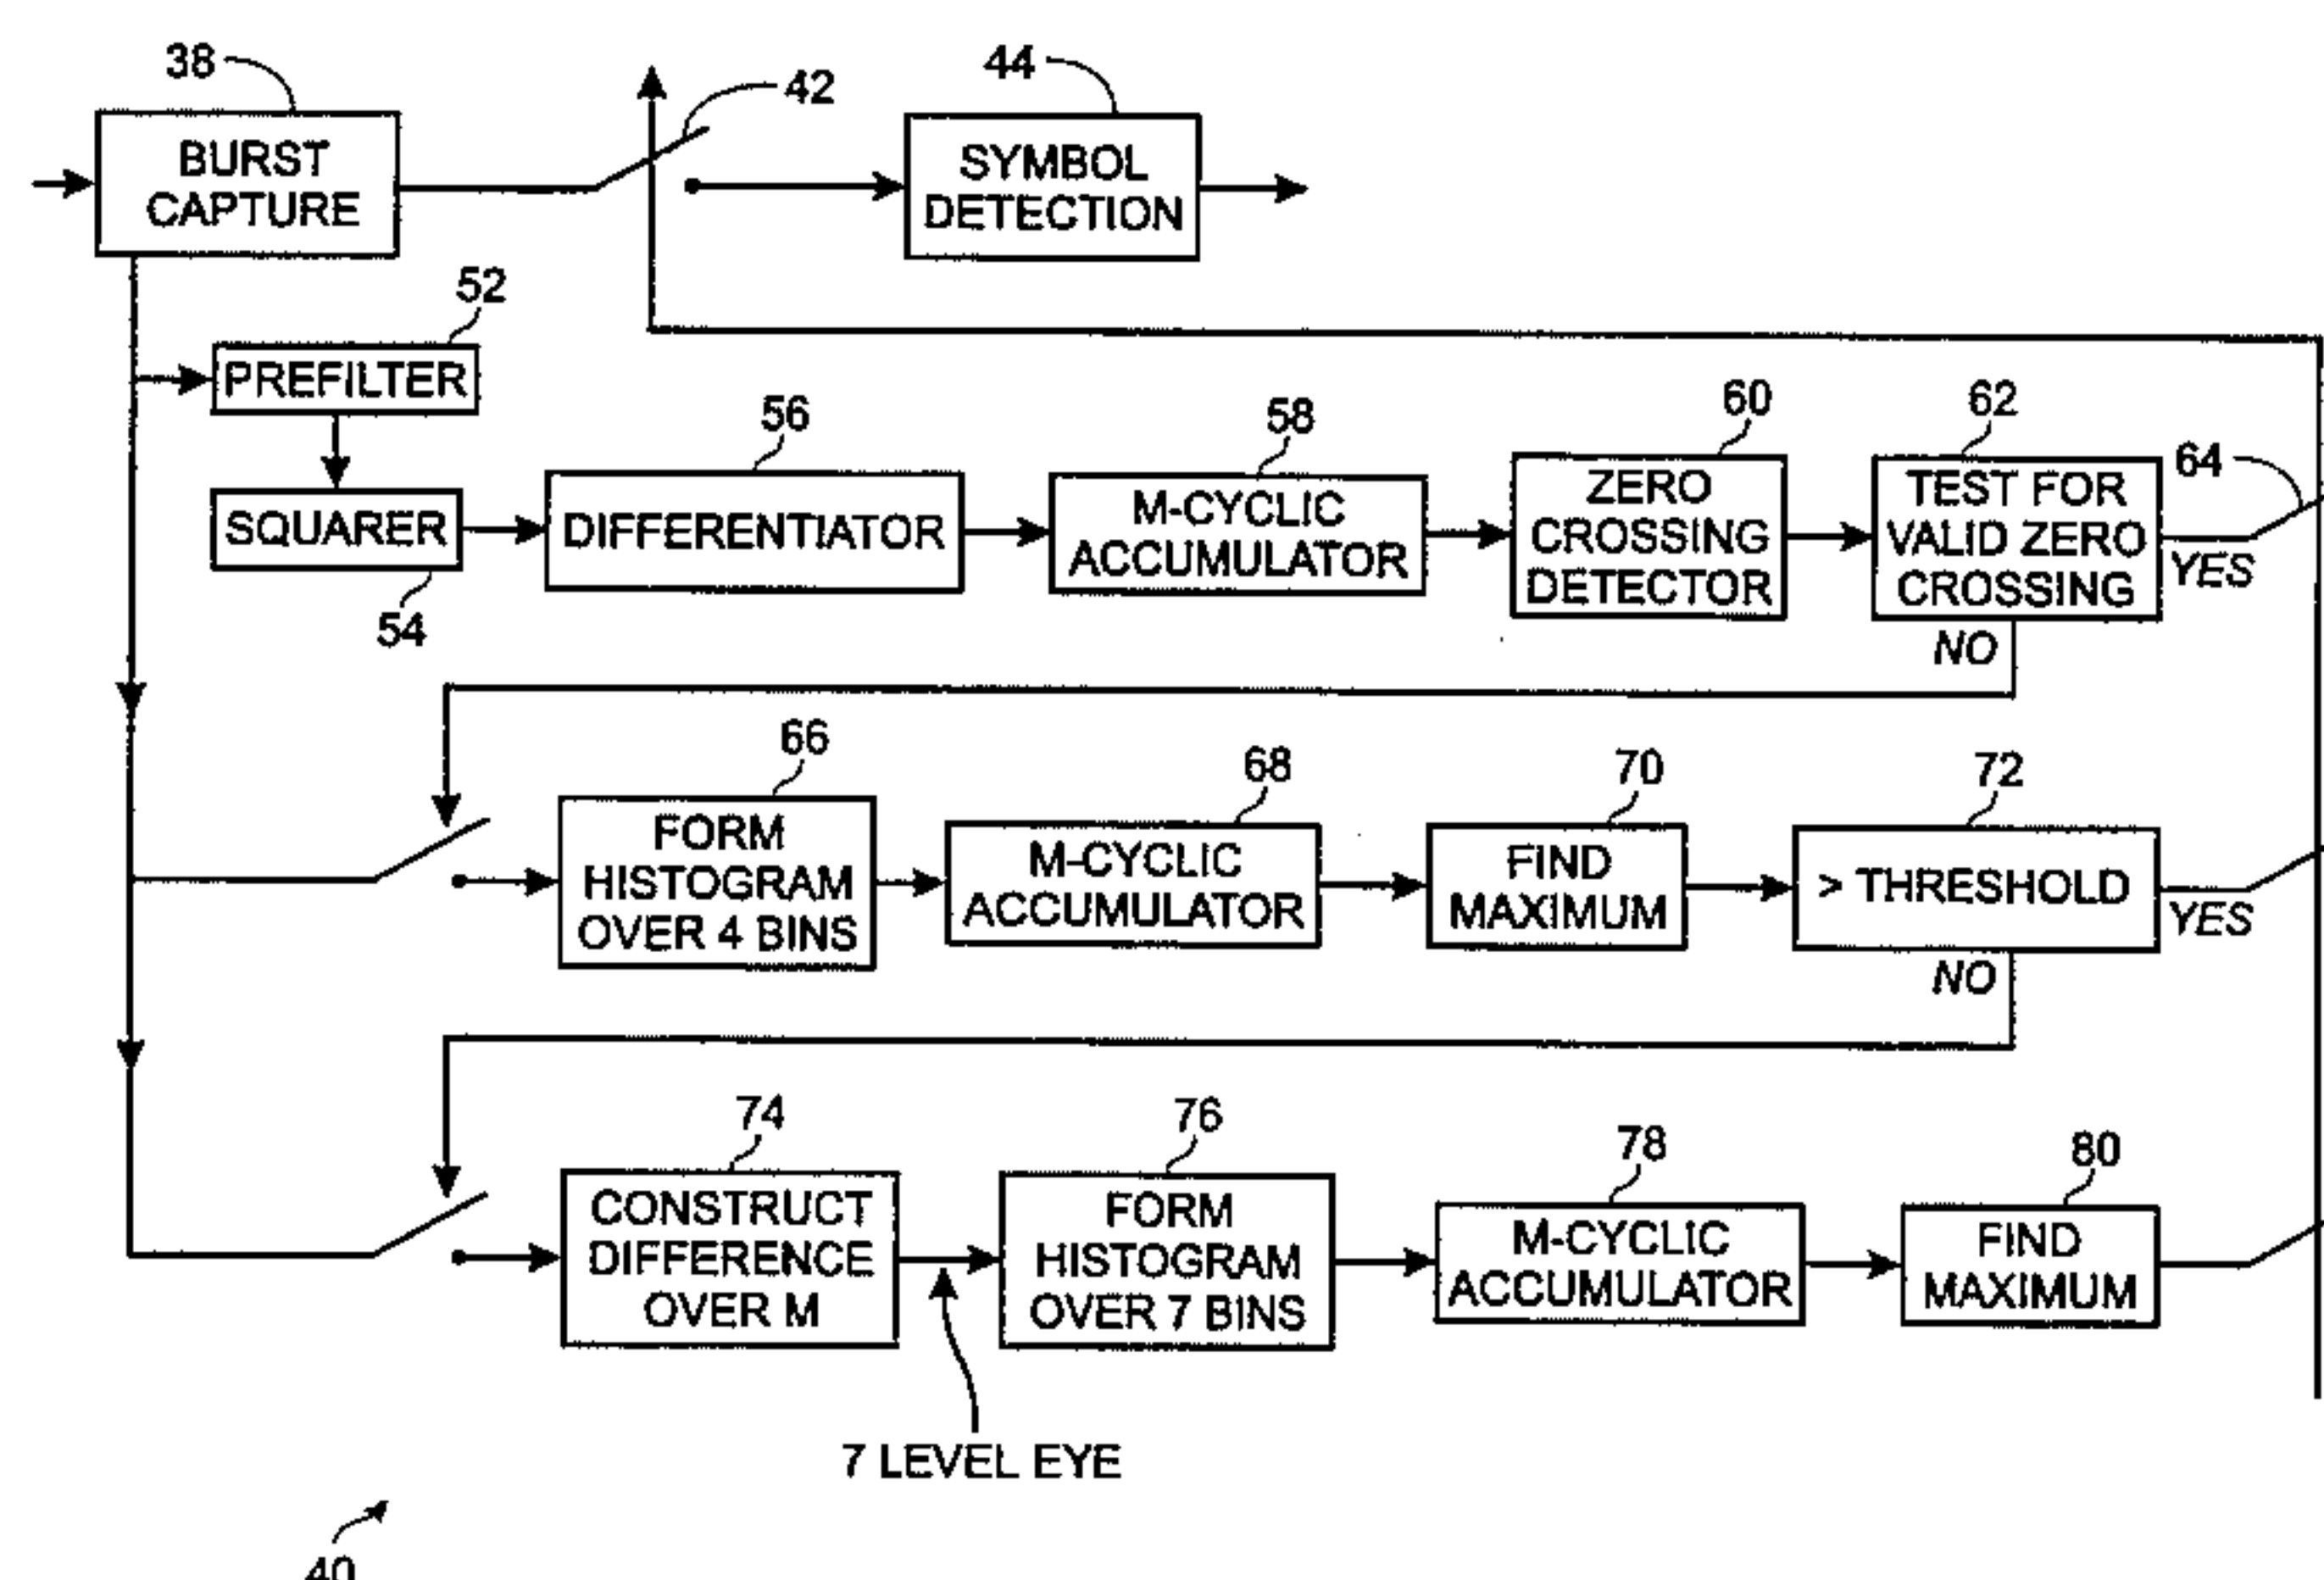 38
42
44
BURST
CAPTURE
SYMBOL
DETECTION
52
PREFILTER
56
58
60
62
64
SQUARER
54
DIFFERENTIATOR
M-CYCLIC
ACCUMULATOR
ZERO
CROSSING
DETECTOR
TEST FOR
VALID ZERO
CROSSING
YES
NO
66
68
70
72
FORM
HISTOGRAM
OVER 4 BINS
M-CYCLIC
ACCUMULATOR
FIND
MAXIMUM
> THRESHOLD
YES
NO
74
76
78
80
CONSTRUCT
DIFFERENCE
OVER M
FORM
HISTOGRAM
OVER 7 BINS
M-CYCLIC
ACCUMULATOR
FIND
MAXIMUM
7 LEVEL EYE
40